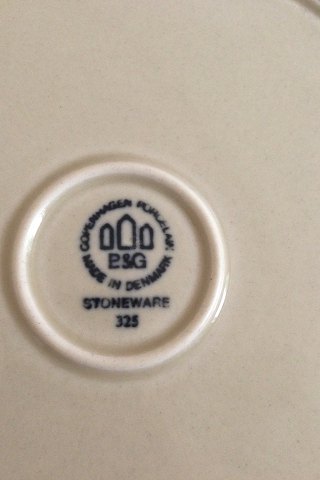 COPENHAGEN PORCELAIN
B&G
MADE IN DENMARK
STONEWARE
325